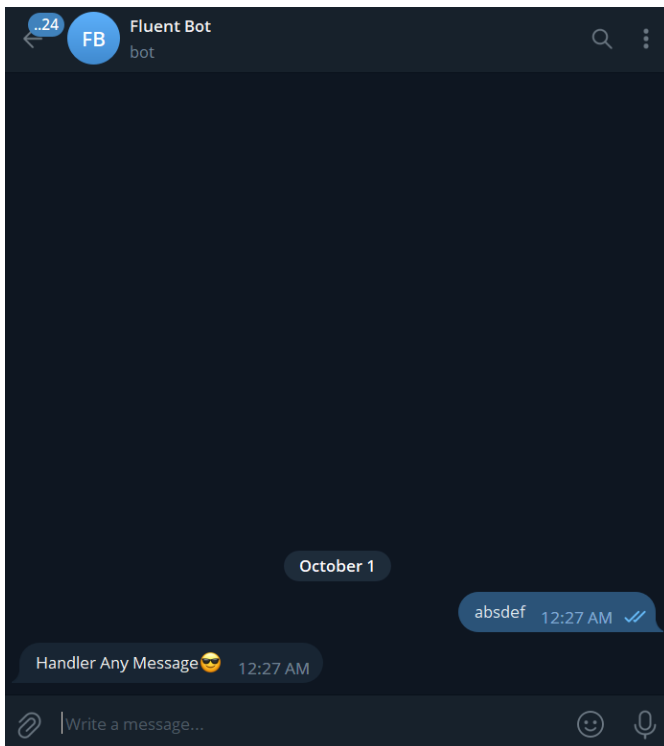 ..24
FB
Fluent Bot
bot
October 1
absdef 12:27 AM
Handler Any Message😎 12:27 AM
Write a message...